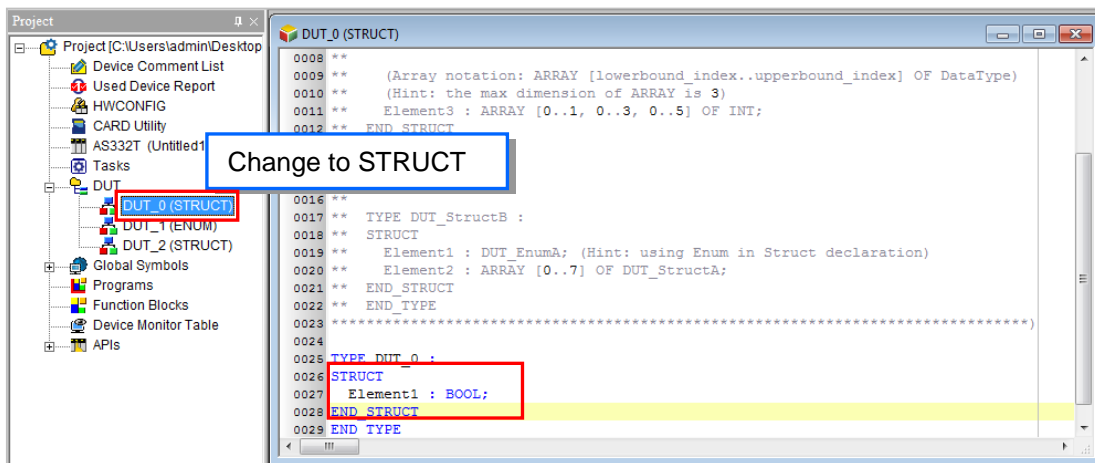 Project
Project [C:\Users\admin\Desktop
Device Comment List
Used Device Report
HWCONFIG
CARD Utility
AS332T (Untitled1
Tasks
DUT
DUT_0 (STRUCT)
DUT_1 (ENUM)
DUT_2 (STRUCT)
Global Symbols
Programs
Function Blocks
Device Monitor Table
APIs
Change to STRUCT
DUT_0 (STRUCT)
0008 **
0009 ** (Array notation: ARRAY [lowerbound_index..upperbound_index] OF DataType)
0010 ** (Hint: the max dimension of ARRAY is 3)
0011 ** Element3 : ARRAY [0..1, 0..3, 0..5] OF INT;
0012 ** END_STRUCT
0016 **
0017 ** TYPE DUT_StructB :
0018 ** STRUCT
0019 ** Element1 : DUT_EnumA; (Hint: using Enum in Struct declaration)
0020 ** Element2 : ARRAY [0..7] OF DUT_StructA;
0021 ** END_STRUCT
0022 ** END_TYPE
0023 *******************************************************************************)
0024
0025 TYPE DUT_0 :
0026 STRUCT
0027 Element1 : BOOL;
0028 END_STRUCT
0029 END_TYPE